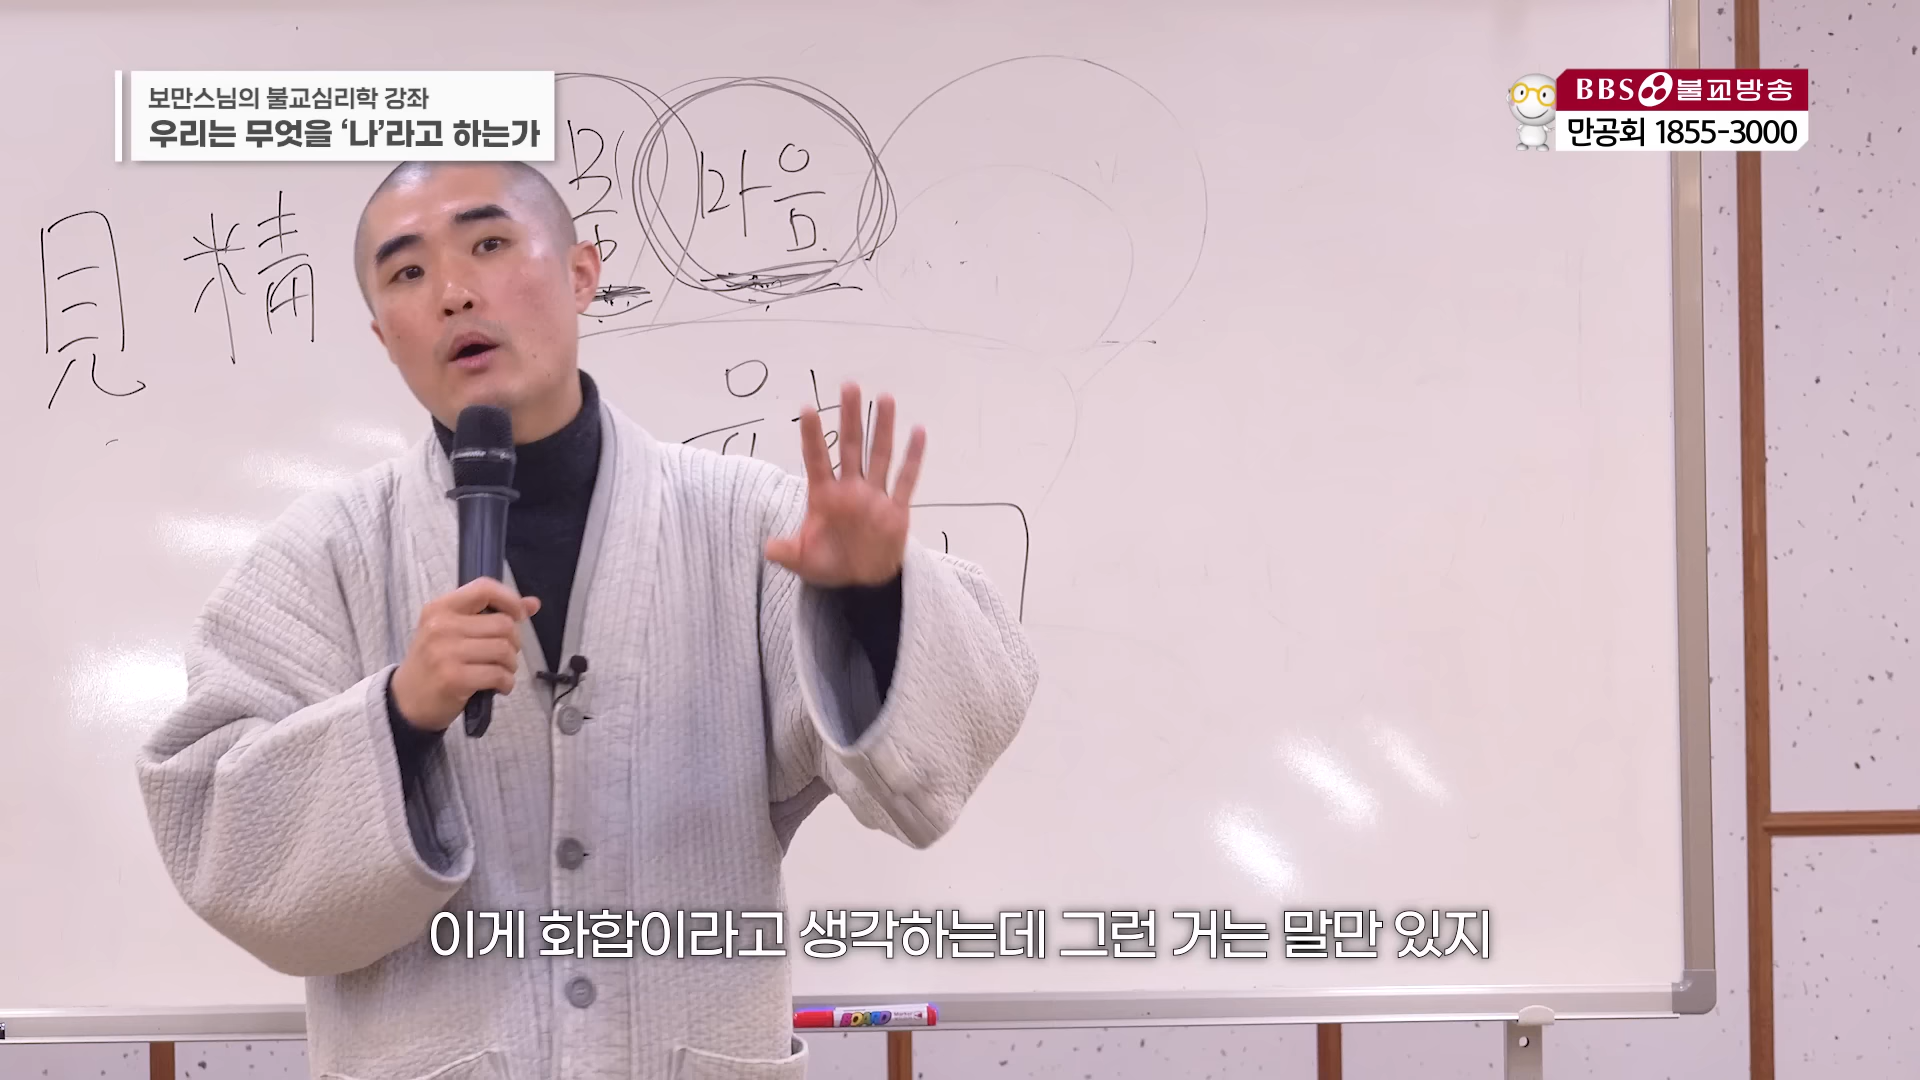 보만스님의 불교심리학 강좌
우리는 무엇을 ‘나’라고 하는가
BBS 불교방송
만공회 1855-3000
見 精
마음
이게 화합이라고 생각하는데 그런 거는 말만 있지
BOARD Marker